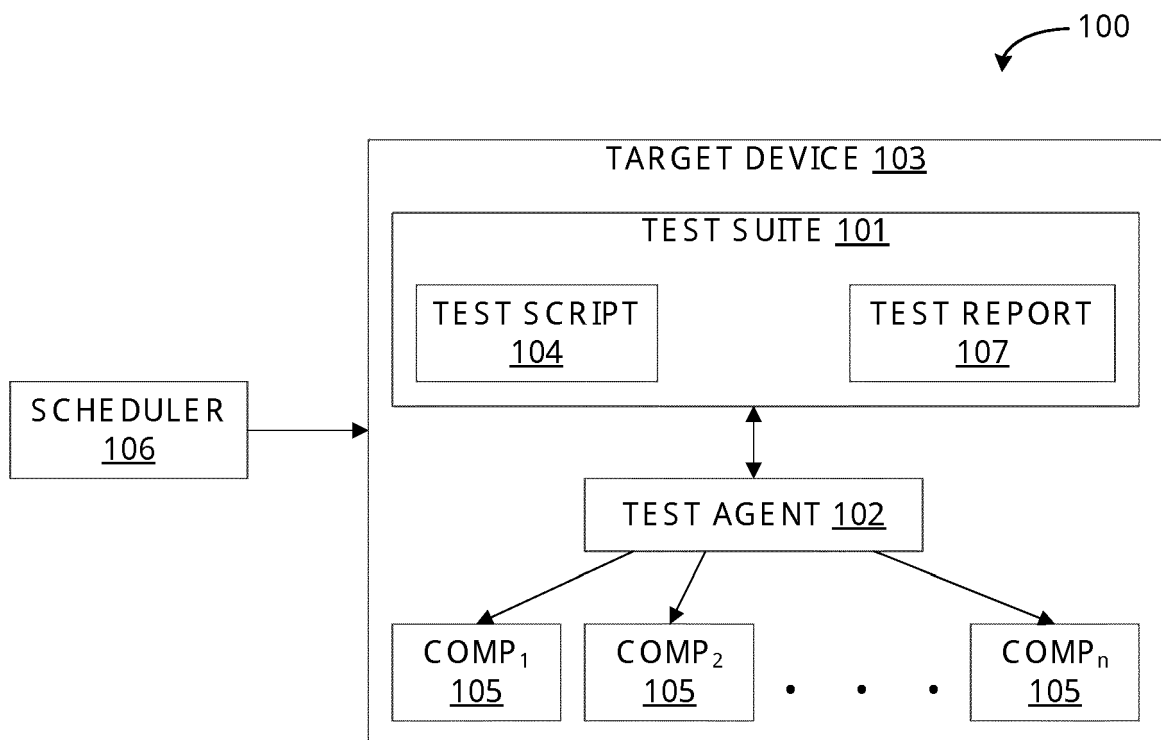 100
TARGET DEVICE 103
TEST SUITE 101
TEST SCRIPT
104
TEST REPORT
107
SCHEDULER
106
TEST AGENT 102
COMP₁
105
COMP₂
105
. . .
COMPₙ
105